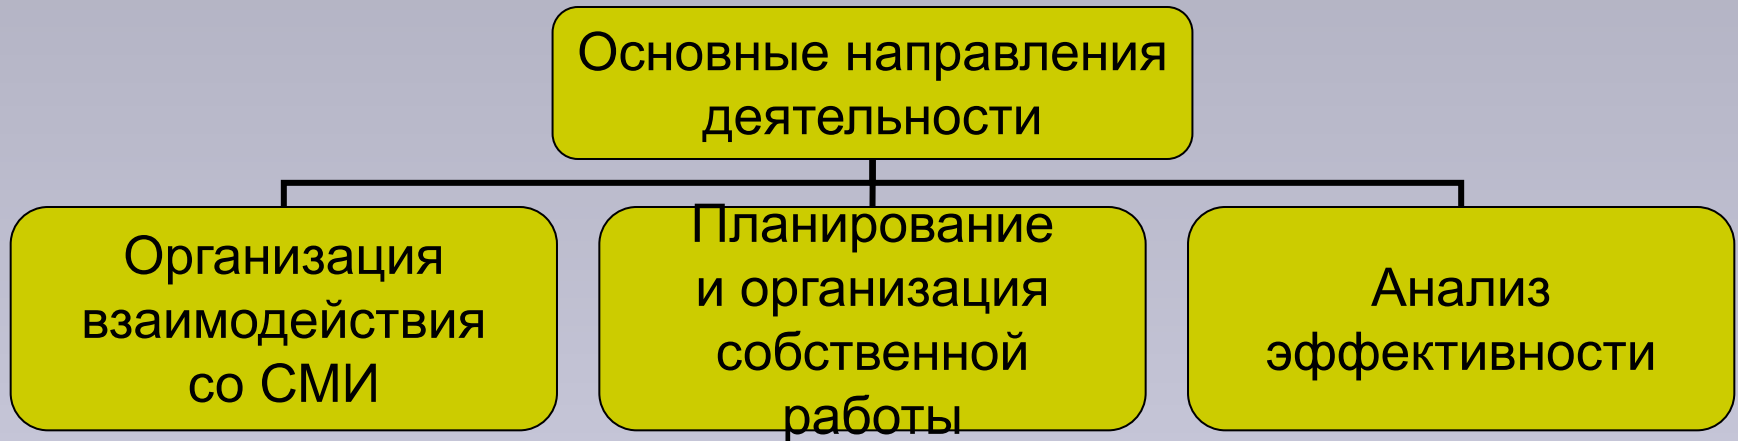 Основные направления
деятельности
Организация
взаимодействия
со СМИ
Планирование
и организация
собственной
работы
Анализ
эффективности